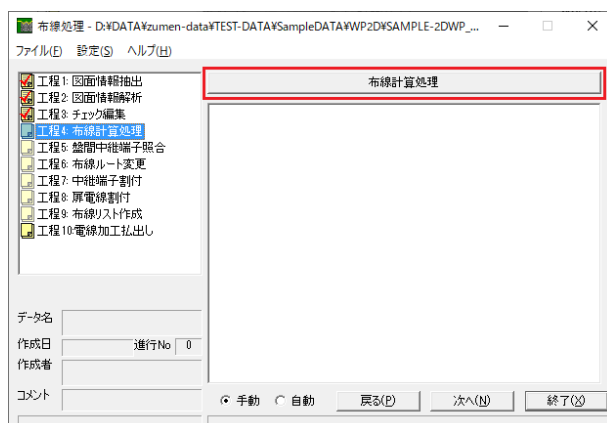 布線処理 - D:¥DATA¥zumen-data¥TEST-DATA¥SampleDATA¥WP2D¥SAMPLE-2DWP_...
ファイル(F) 設定(S) ヘルプ(H)
工程1: 図面情報抽出
工程2: 図面情報解析
工程3: チェック編集
工程4: 布線計算処理
工程5: 盤間中継端子照合
工程6: 布線ルート変更
工程7: 中継端子割付
工程8: 扉電線割付
工程9: 布線リスト作成
工程10:電線加工払出し
布線計算処理
データ名
作成日 進行No 0
作成者
コメント
手動 自動 戻る(P) 次へ(N) 終了(X)